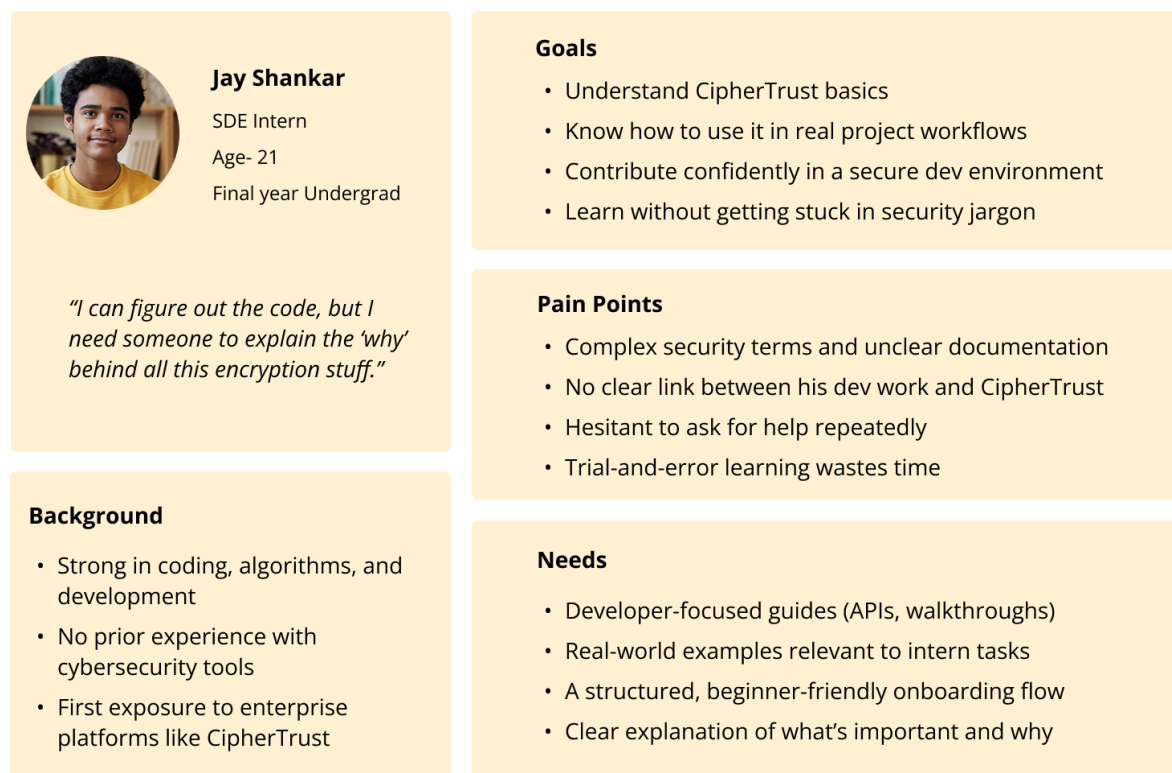 Jay Shankar
SDE Intern
Age- 21
Final year Undergrad
“I can figure out the code, but I
need someone to explain the ‘why’
behind all this encryption stuff.”
Background
• Strong in coding, algorithms, and
development
• No prior experience with
cybersecurity tools
• First exposure to enterprise
platforms like CipherTrust
Goals
• Understand CipherTrust basics
• Know how to use it in real project workflows
• Contribute confidently in a secure dev environment
• Learn without getting stuck in security jargon
Pain Points
• Complex security terms and unclear documentation
• No clear link between his dev work and CipherTrust
• Hesitant to ask for help repeatedly
• Trial-and-error learning wastes time
Needs
• Developer-focused guides (APIs, walkthroughs)
• Real-world examples relevant to intern tasks
• A structured, beginner-friendly onboarding flow
• Clear explanation of what’s important and why